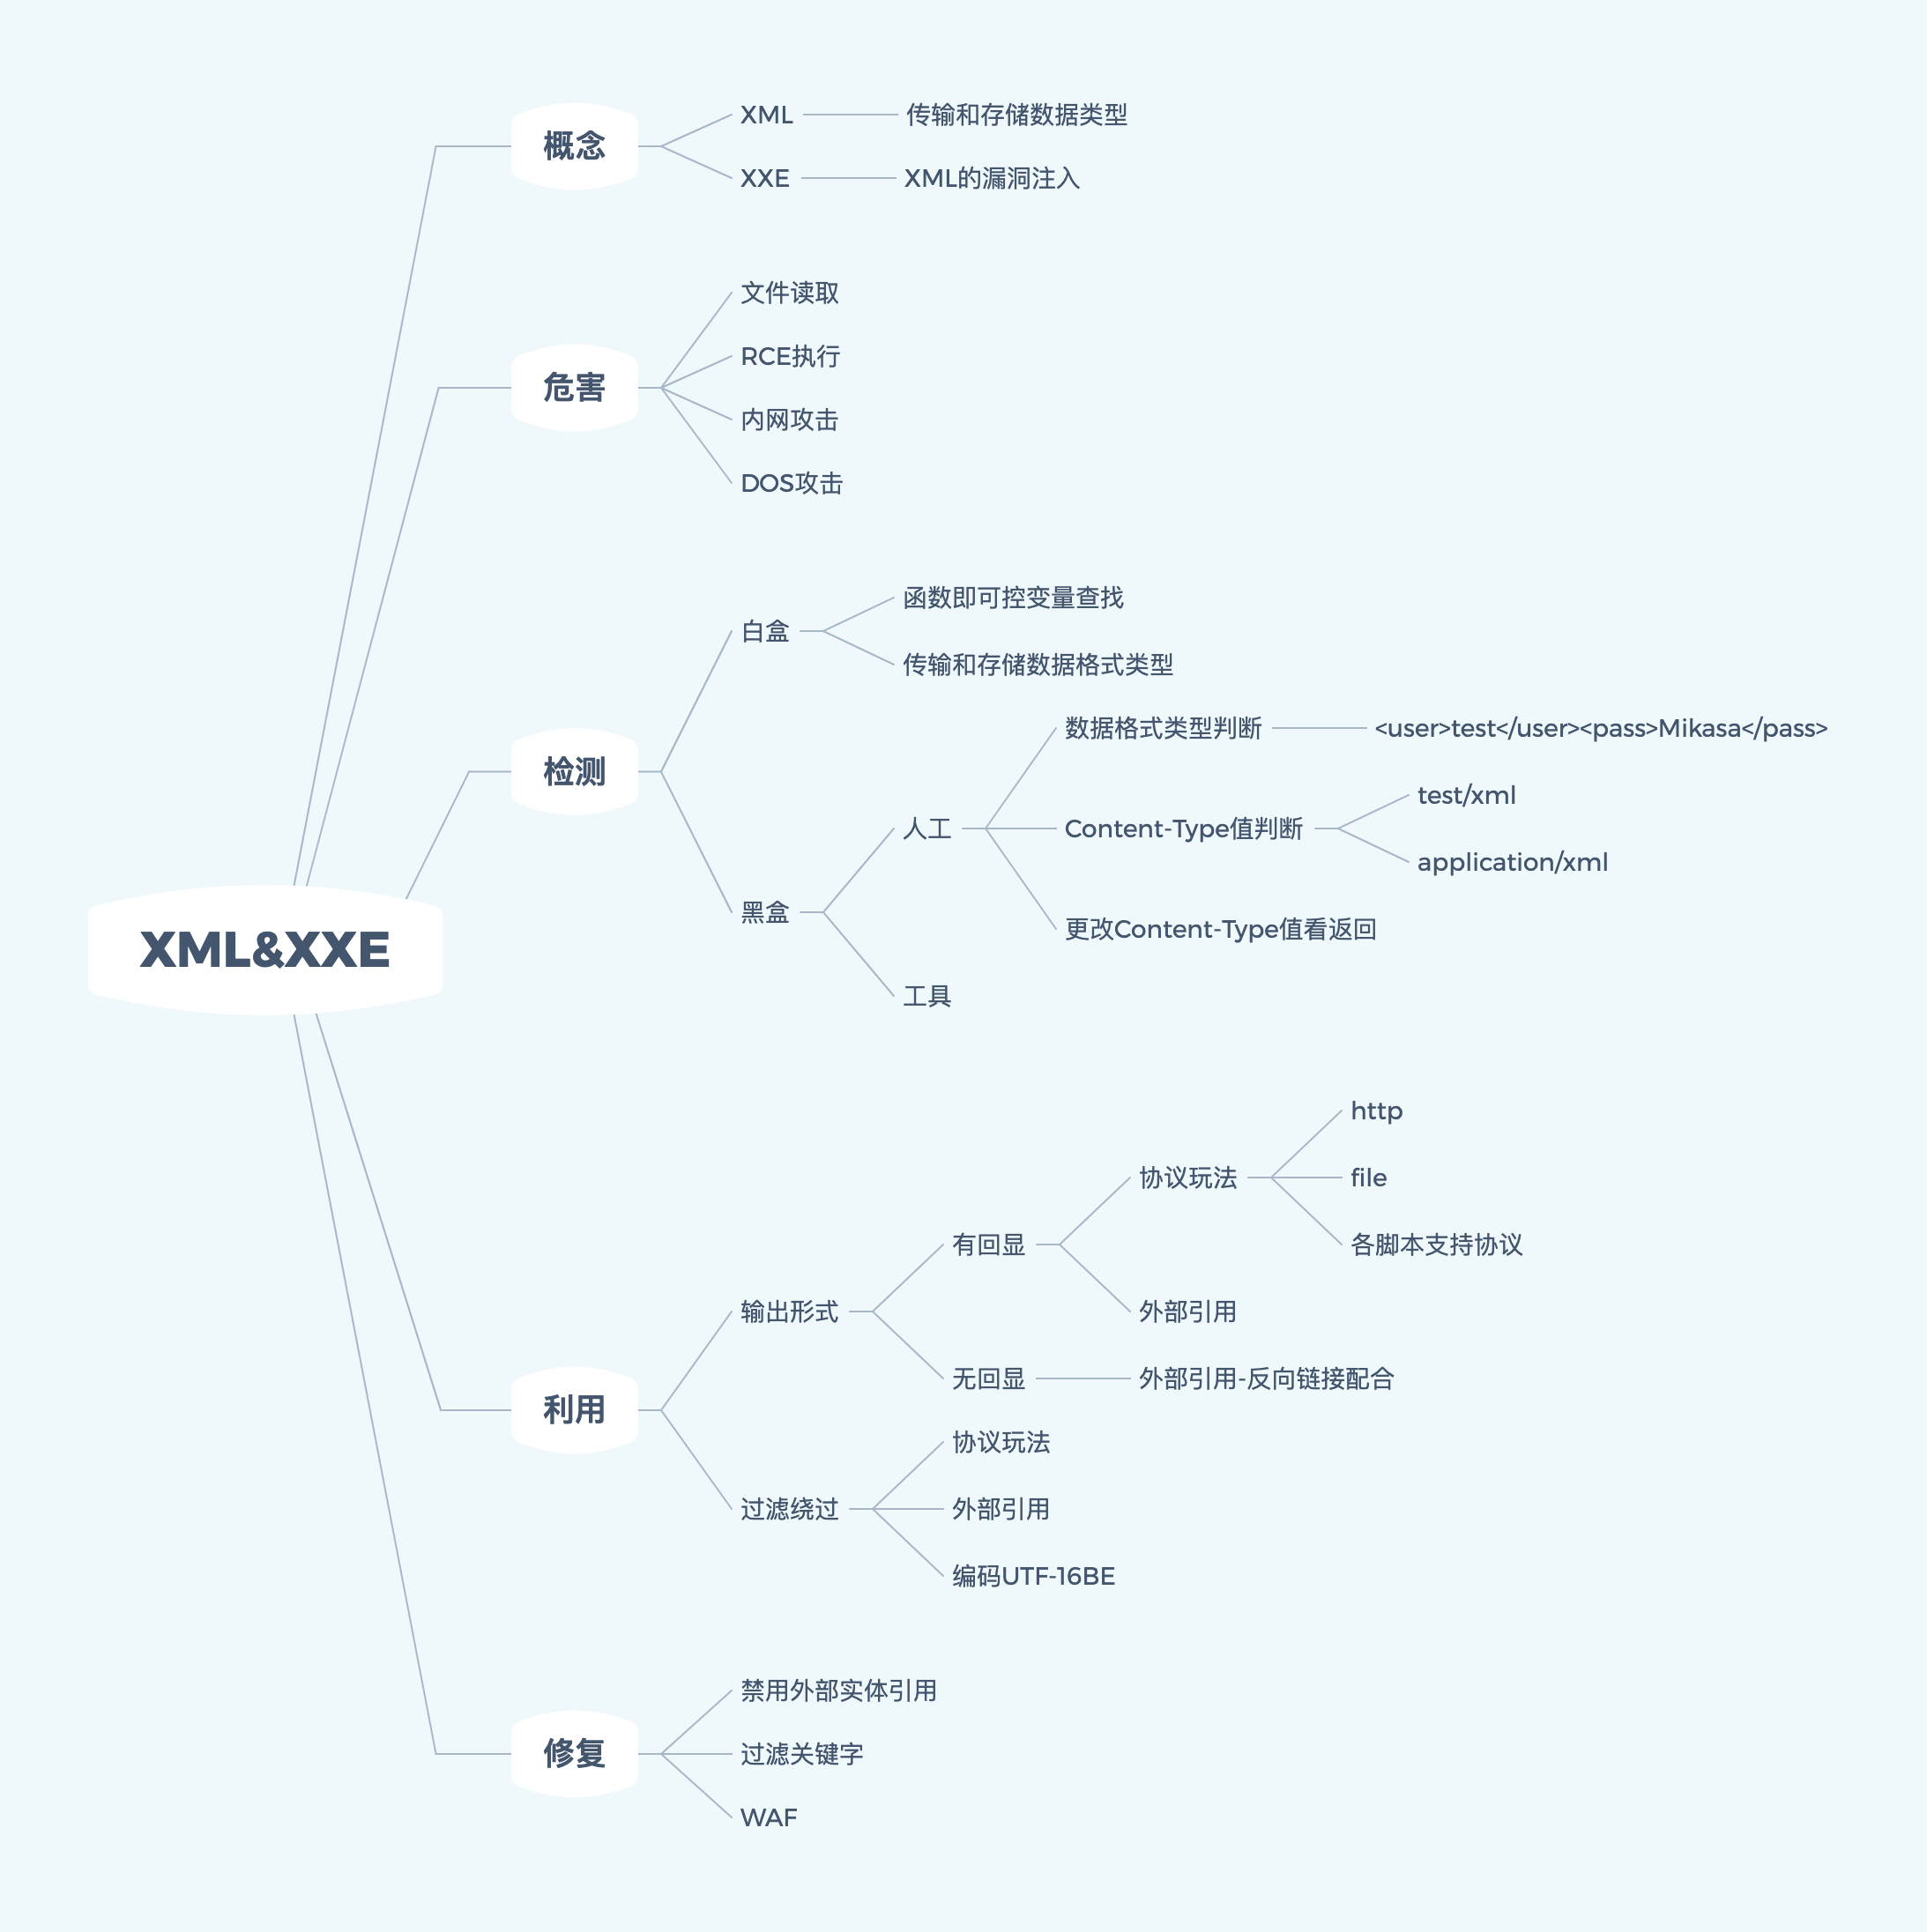 XML&XXE
概念
XML
传输和存储数据类型
XXE
XML的漏洞注入
危害
文件读取
RCE执行
内网攻击
DOS攻击
检测
白盒
函数即可控变量查找
传输和存储数据格式类型
黑盒
人工
数据格式类型判断
<user>test</user><pass>Mikasa</pass>
Content-Type值判断
test/xml
application/xml
更改Content-Type值看返回
工具
利用
输出形式
有回显
协议玩法
http
file
各脚本支持协议
外部引用
无回显
外部引用-反向链接配合
过滤绕过
协议玩法
外部引用
编码UTF-16BE
修复
禁用外部实体引用
过滤关键字
WAF